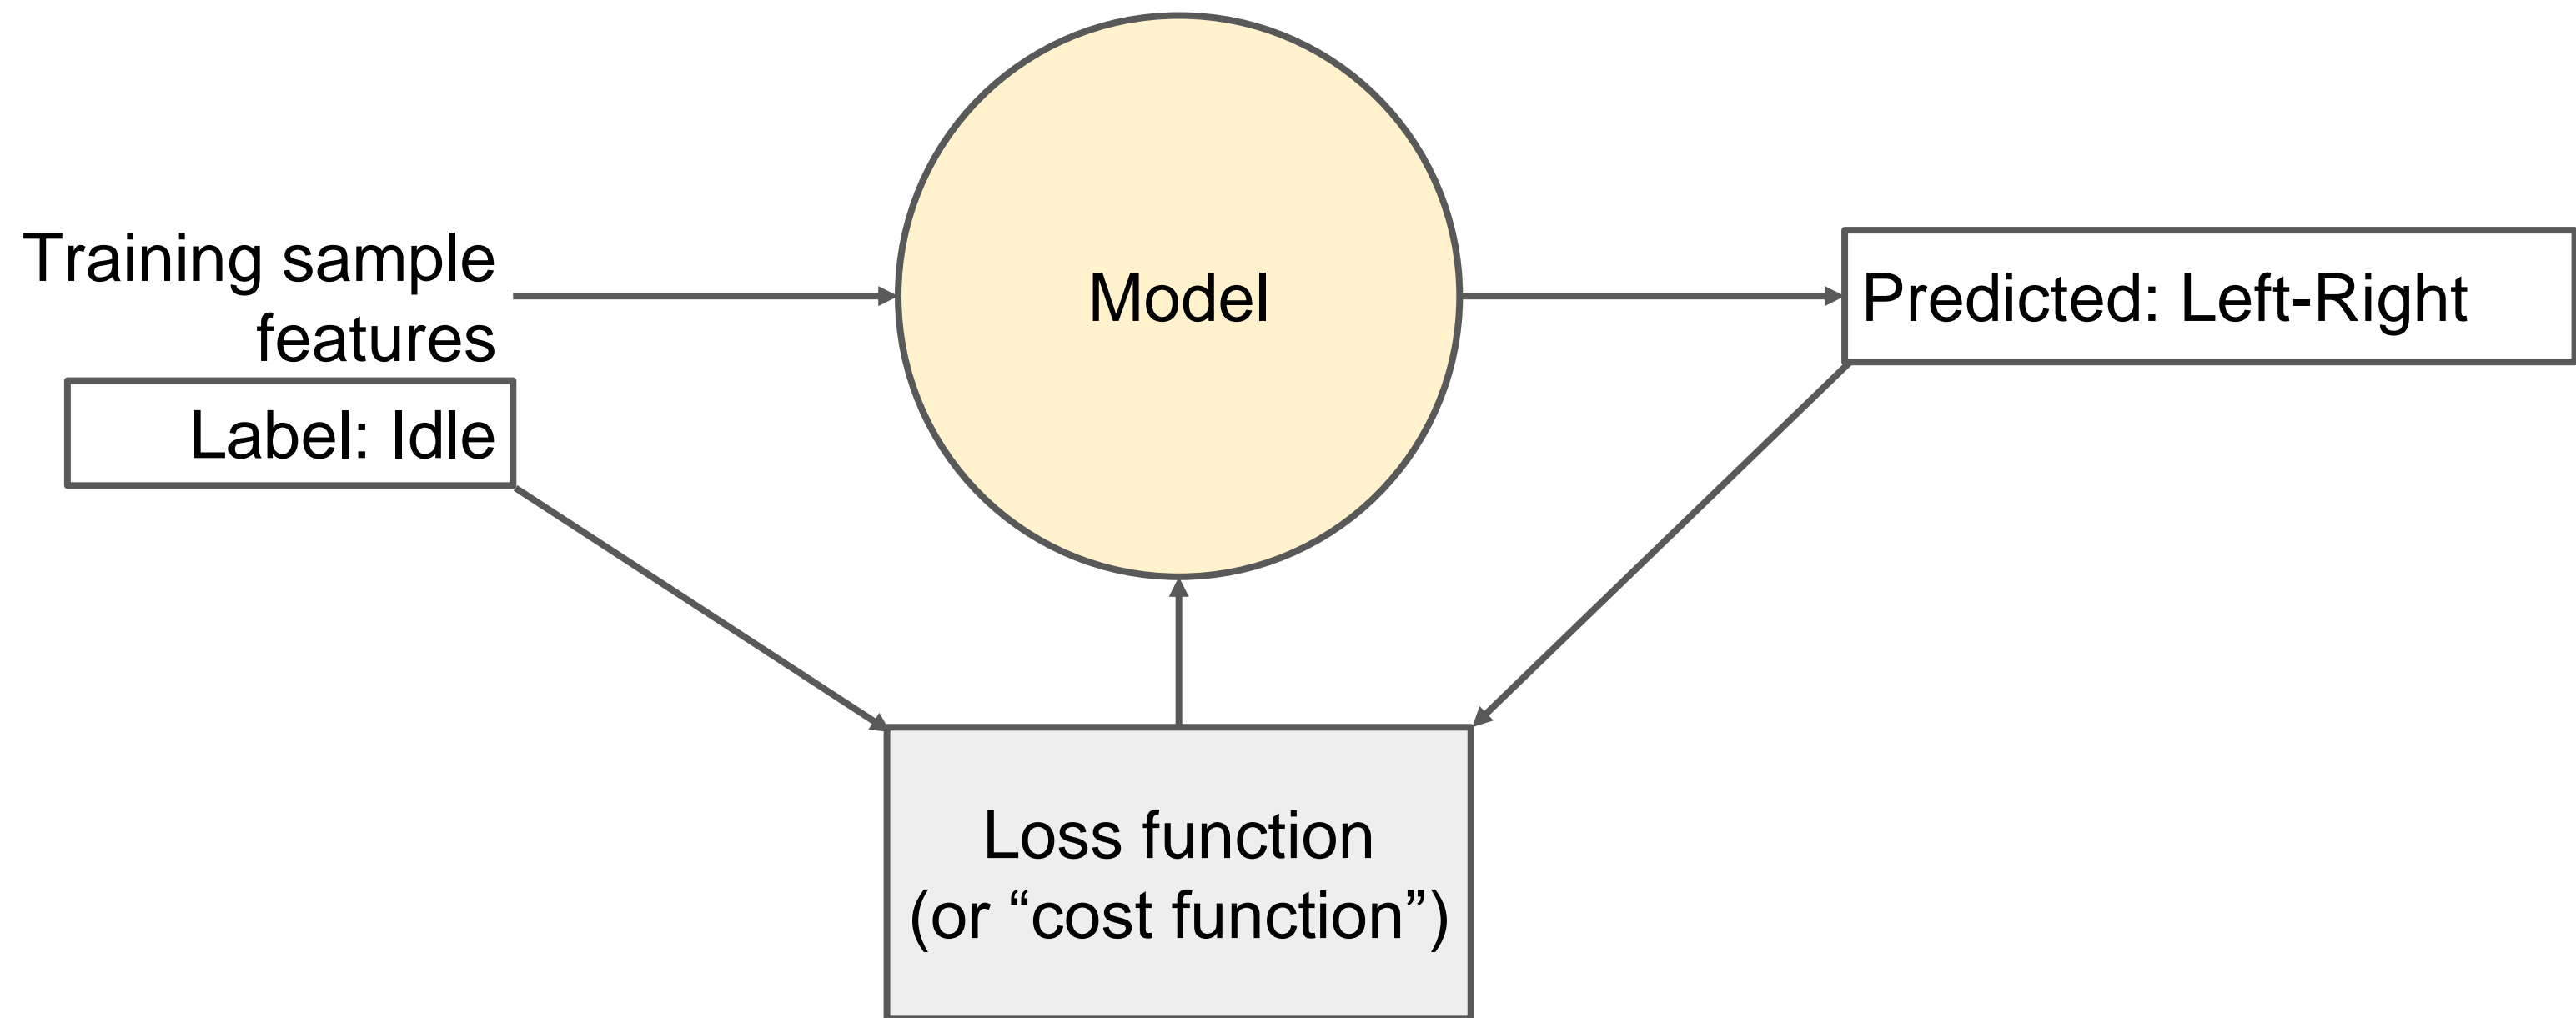 Training sample
features
Label: Idle
Model
Predicted: Left-Right
Loss function
(or “cost function”)